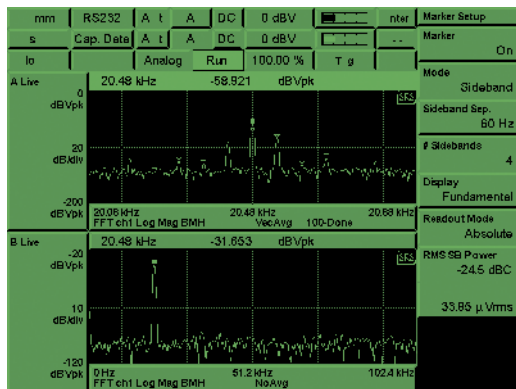 mm RS232 A t A DC 0 dBV nter
s Cap. Data A t A DC 0 dBV --
Io Analog Run 100.00 % T g
Marker Setup
Marker
On
Mode
Sideband
Sideband Sep.
60 Hz
# Sidebands
4
Display
Fundamental
Readout Mode
Absolute
RMS SB Power
-24.5 dBC
33.85 µVrms
A Live 20.48 kHz -58.921 dBVpk
0
dBVpk
SRS
20
dB/div
-200
dBVpk
20.08 kHz 20.48 kHz 20.88 kHz
FFT ch1 Log Mag BMH VecAvg 100-Done
B Live 20.48 kHz -31.653 dBVpk
-20
dBVpk
SRS
10
dB/div
-120
dBVpk
0 Hz 51.2 kHz 102.4 kHz
FFT ch1 Log Mag BMH NoAvg